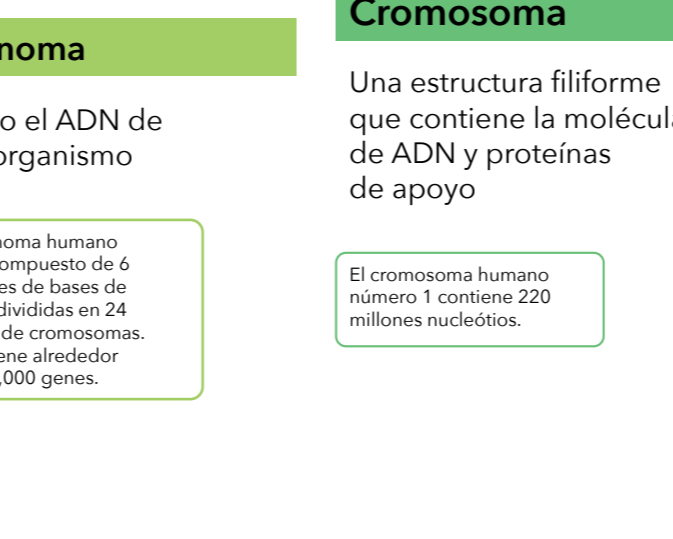 noma
o el ADN de
organismo
noma humano
ompuesto de 6
es de bases de
divididas en 24
de cromosomas.
ene alrededor
,000 genes.
Cromosoma
Una estructura filiforme
que contiene la molécula
de ADN y proteínas
de apoyo
El cromosoma humano
número 1 contiene 220
millones nucleótios.